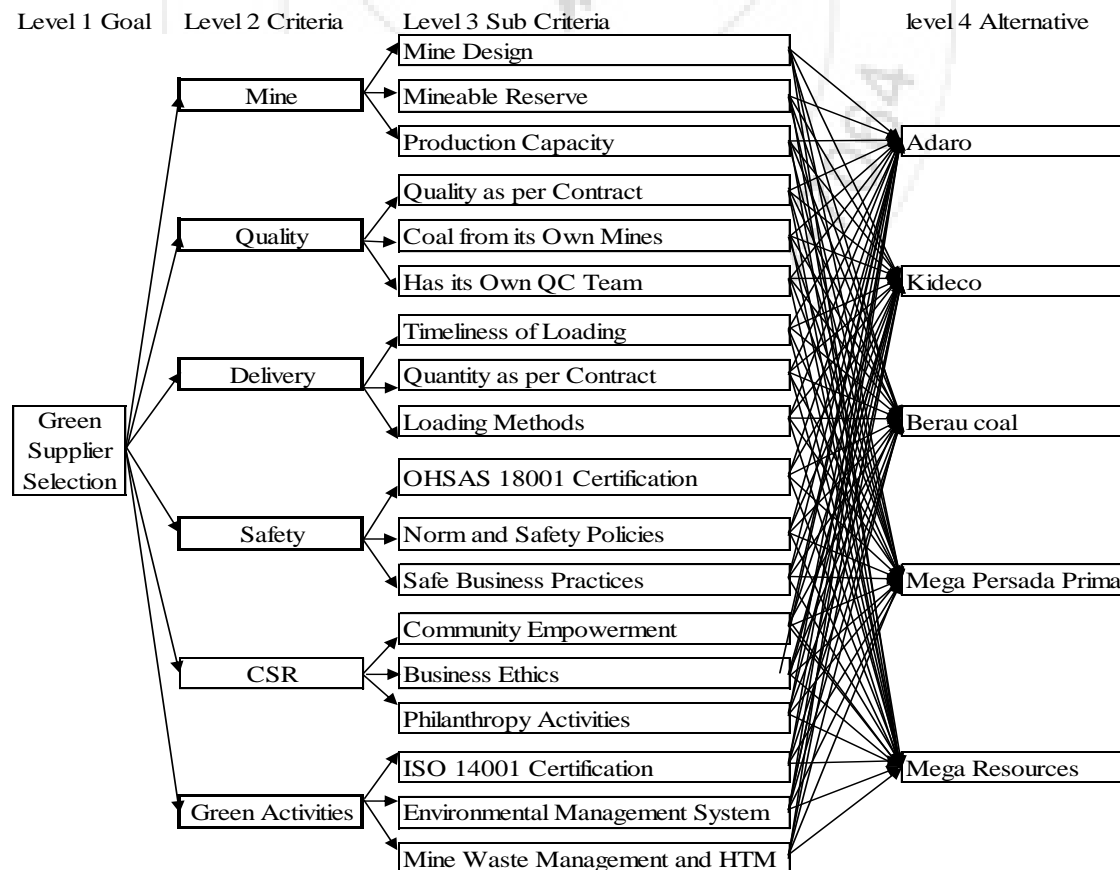 Level 1 Goal
Level 2 Criteria
Level 3 Sub Criteria
level 4 Alternative
Green
Supplier
Selection
Mine
Quality
Delivery
Safety
CSR
Green Activities
Mine Design
Mineable Reserve
Production Capacity
Quality as per Contract
Coal from its Own Mines
Has its Own QC Team
Timeliness of Loading
Quantity as per Contract
Loading Methods
OHSAS 18001 Certification
Norm and Safety Policies
Safe Business Practices
Community Empowerment
Business Ethics
Philanthropy Activities
ISO 14001 Certification
Environmental Management System
Mine Waste Management and HTM
Adaro
Kideco
Berau coal
Mega Persada Prima
Mega Resources